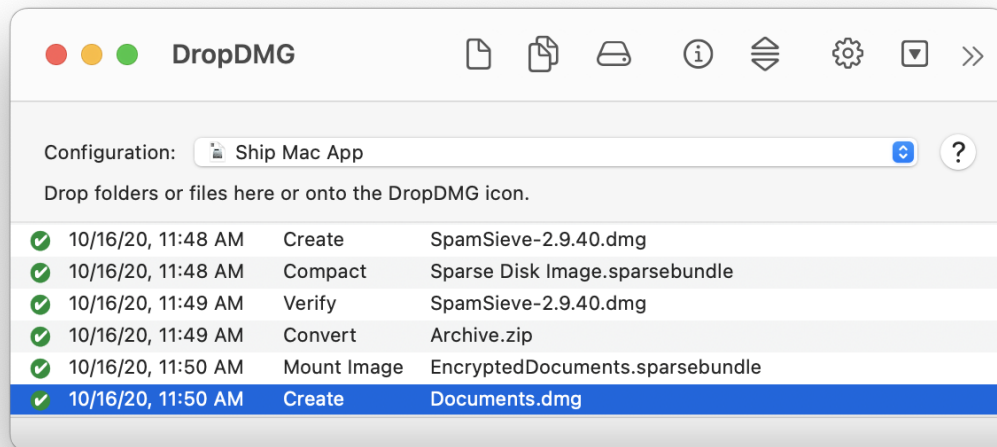 DropDMG
Configuration: Ship Mac App ?
Drop folders or files here or onto the DropDMG icon.
10/16/20, 11:48 AM Create SpamSieve-2.9.40.dmg
10/16/20, 11:48 AM Compact Sparse Disk Image.sparsebundle
10/16/20, 11:49 AM Verify SpamSieve-2.9.40.dmg
10/16/20, 11:49 AM Convert Archive.zip
10/16/20, 11:50 AM Mount Image EncryptedDocuments.sparsebundle
10/16/20, 11:50 AM Create Documents.dmg